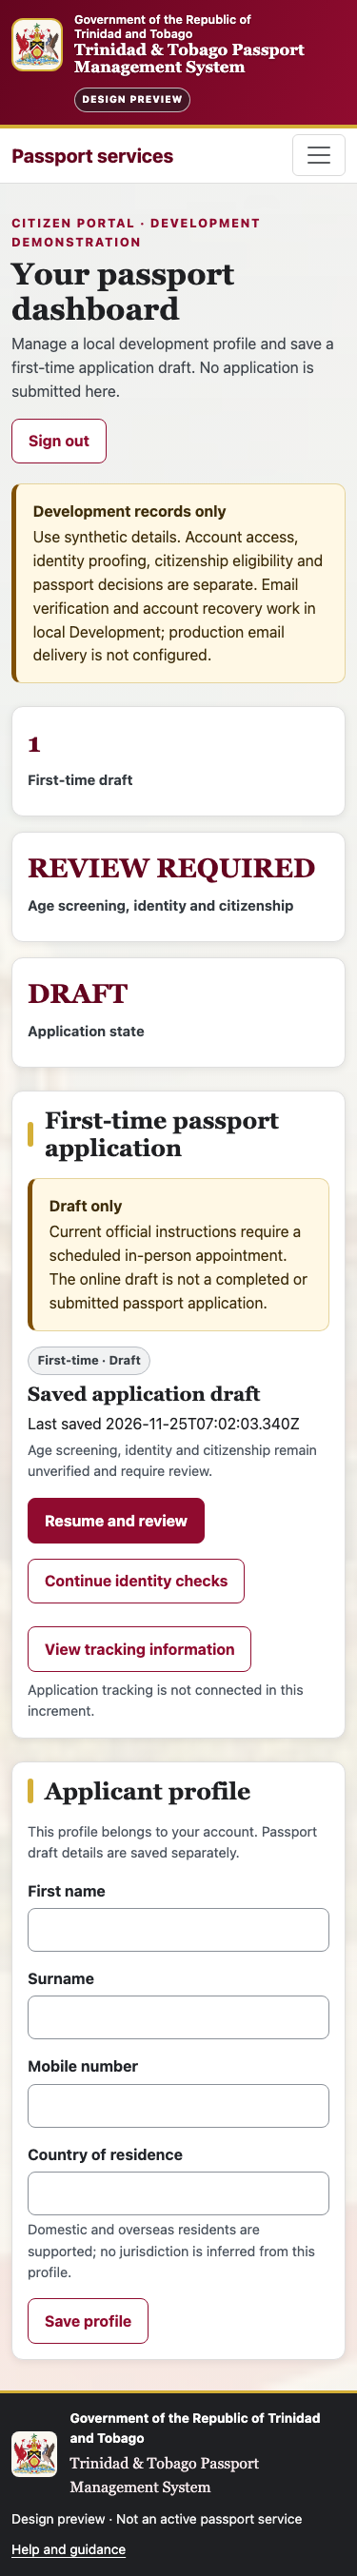 Government of the Republic of
Trinidad and Tobago
Trinidad & Tobago Passport
Management System
DESIGN PREVIEW
Passport services
CITIZEN PORTAL · DEVELOPMENT
DEMONSTRATION
Your passport
dashboard
Manage a local development profile and save a
first-time application draft. No application is
submitted here.
Sign out
Development records only
Use synthetic details. Account access,
identity proofing, citizenship eligibility and
passport decisions are separate. Email
verification and account recovery work in
local Development; production email
delivery is not configured.
1
First-time draft
REVIEW REQUIRED
Age screening, identity and citizenship
DRAFT
Application state
First-time passport
application
Draft only
Current official instructions require a
scheduled in-person appointment.
The online draft is not a completed or
submitted passport application.
First-time · Draft
Saved application draft
Last saved 2026-11-25T07:02:03.340Z
Age screening, identity and citizenship remain
unverified and require review.
Resume and review
Continue identity checks
View tracking information
Application tracking is not connected in this
increment.
Applicant profile
This profile belongs to your account. Passport
draft details are saved separately.
First name
Surname
Mobile number
Country of residence
Domestic and overseas residents are
supported; no jurisdiction is inferred from this
profile.
Save profile
Government of the Republic of Trinidad
and Tobago
Trinidad & Tobago Passport
Management System
Design preview · Not an active passport service
Help and guidance